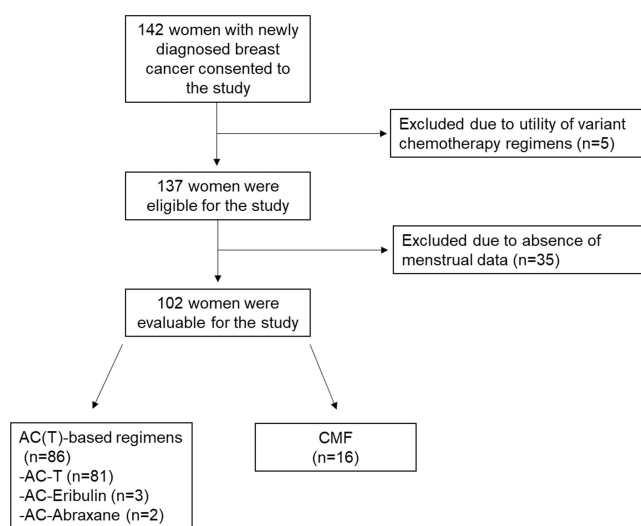 142 women with newly
diagnosed breast
cancer consented to
the study
Excluded due to utility of variant
chemotherapy regimens (n=5)
137 women were
eligible for the study
Excluded due to absence of
menstrual data (n=35)
102 women were
evaluable for the study
AC(T)-based regimens
(n=86)
-AC-T (n=81)
-AC-Eribulin (n=3)
-AC-Abraxane (n=2)
CMF
(n=16)